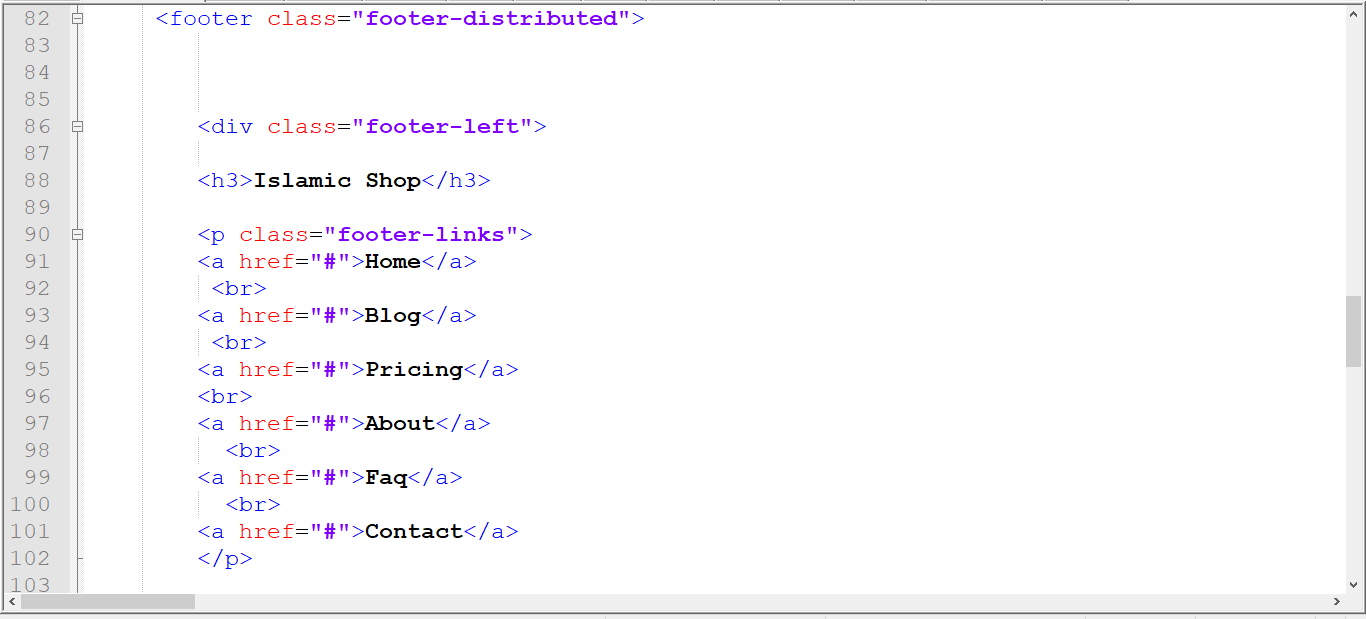 82 <footer class="footer-distributed">
83
84
85
86 <div class="footer-left">
87
88 <h3>Islamic Shop</h3>
89
90 <p class="footer-links">
91 <a href="#">Home</a>
92 <br>
93 <a href="#">Blog</a>
94 <br>
95 <a href="#">Pricing</a>
96 <br>
97 <a href="#">About</a>
98 <br>
99 <a href="#">Faq</a>
100 <br>
101 <a href="#">Contact</a>
102 </p>
103